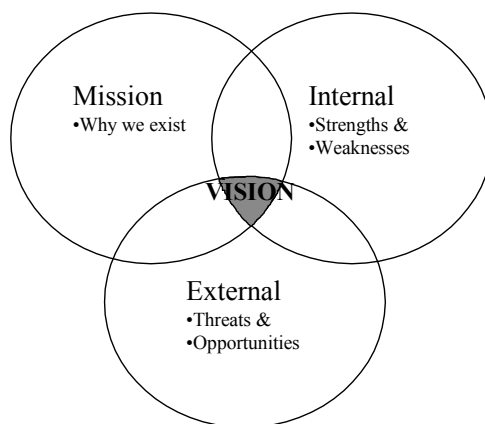 Mission
•Why we exist
Internal
•Strengths &
•Weaknesses
VISION
External
•Threats &
•Opportunities